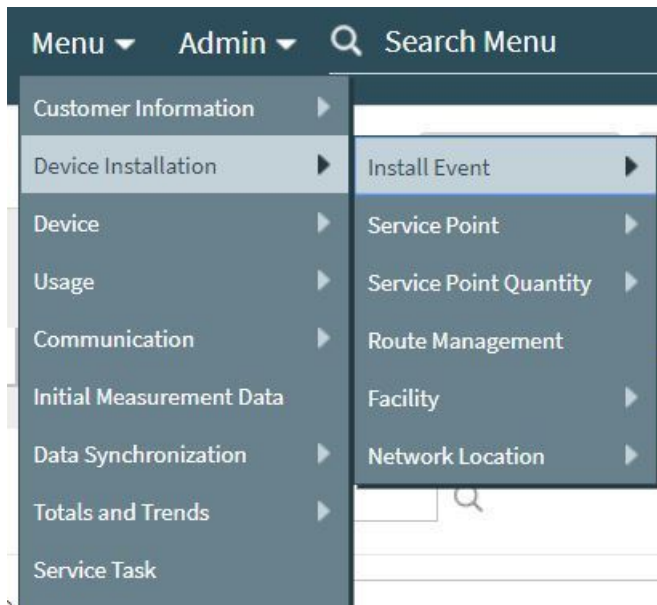 Menu Admin Search Menu
Customer Information
Device Installation
Device
Usage
Communication
Initial Measurement Data
Data Synchronization
Totals and Trends
Service Task
Install Event
Service Point
Service Point Quantity
Route Management
Facility
Network Location